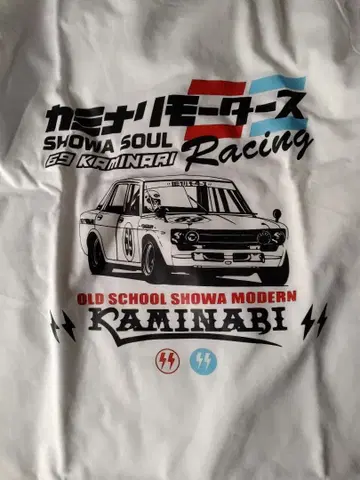 カミナリモータース
SHOWA SOUL
69 KAMINARI
Racing
69
OLD SCHOOL SHOWA MODERN
KAMINARI